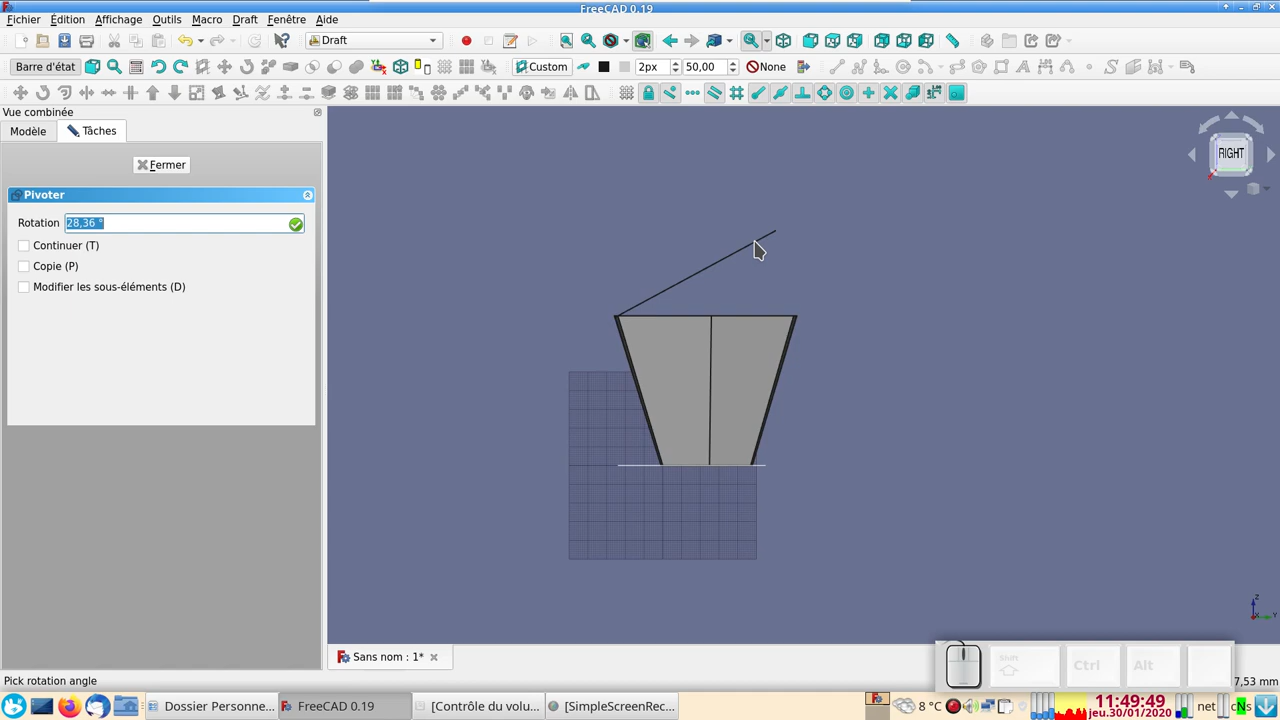 FreeCAD 0.19
Fichier Édition Affichage Outils Macro Draft Fenêtre Aide
Draft
Barre d'état Custom 2px 50,00 None
Vue combinée
Modèle Tâches
Fermer
Pivoter
Rotation 28,36 °
Continuer (T)
Copie (P)
Modifier les sous-éléments (D)
RIGHT
Z
X Y
Sans nom : 1*
Shift Ctrl Alt
Pick rotation angle 7,53 mm
Dossier Personne... FreeCAD 0.19 [Contrôle du volu... [SimpleScreenRec... 8 °C 11:49:49 net
jeu.30/01/2020